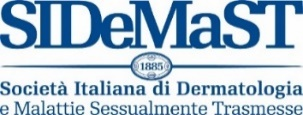 SIDeMaST
1885
Società Italiana di Dermatologia
e Malattie Sessualmente Trasmesse